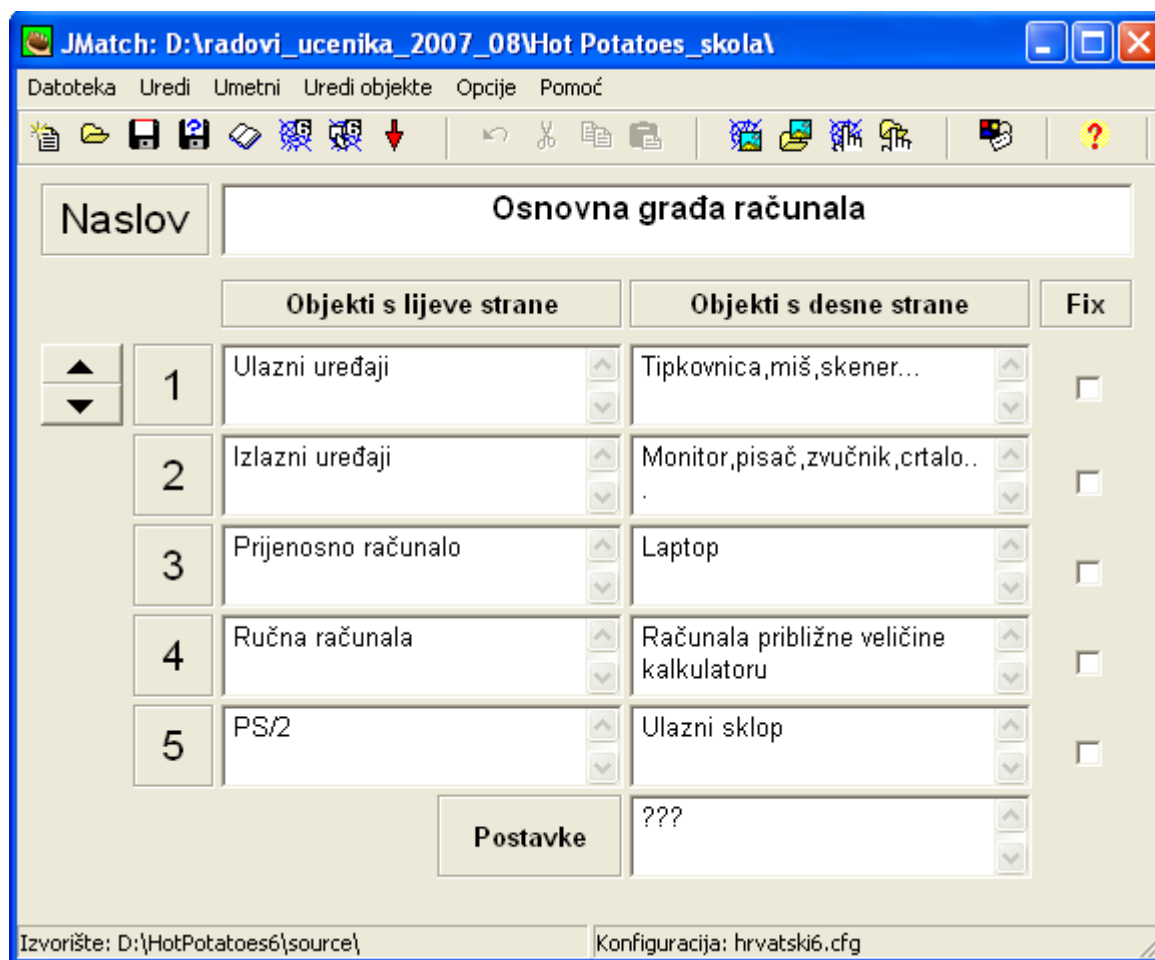 JMatch: D:\radovi_ucenika_2007_08\Hot Potatoes_skola\
Datoteka Uredi Umetni Uredi objekte Opcije Pomoć
Naslov
Osnovna građa računala
Objekti s lijeve strane
Objekti s desne strane
Fix
1
Ulazni uređaji
Tipkovnica,miš,skener...
2
Izlazni uređaji
Monitor,pisač,zvučnik,crtalo..
.
3
Prijenosno računalo
Laptop
4
Ručna računala
Računala približne veličine
kalkulatoru
5
PS/2
Ulazni sklop
Postavke
???
Izvorište: D:\HotPotatoes6\source\
Konfiguracija: hrvatski6.cfg